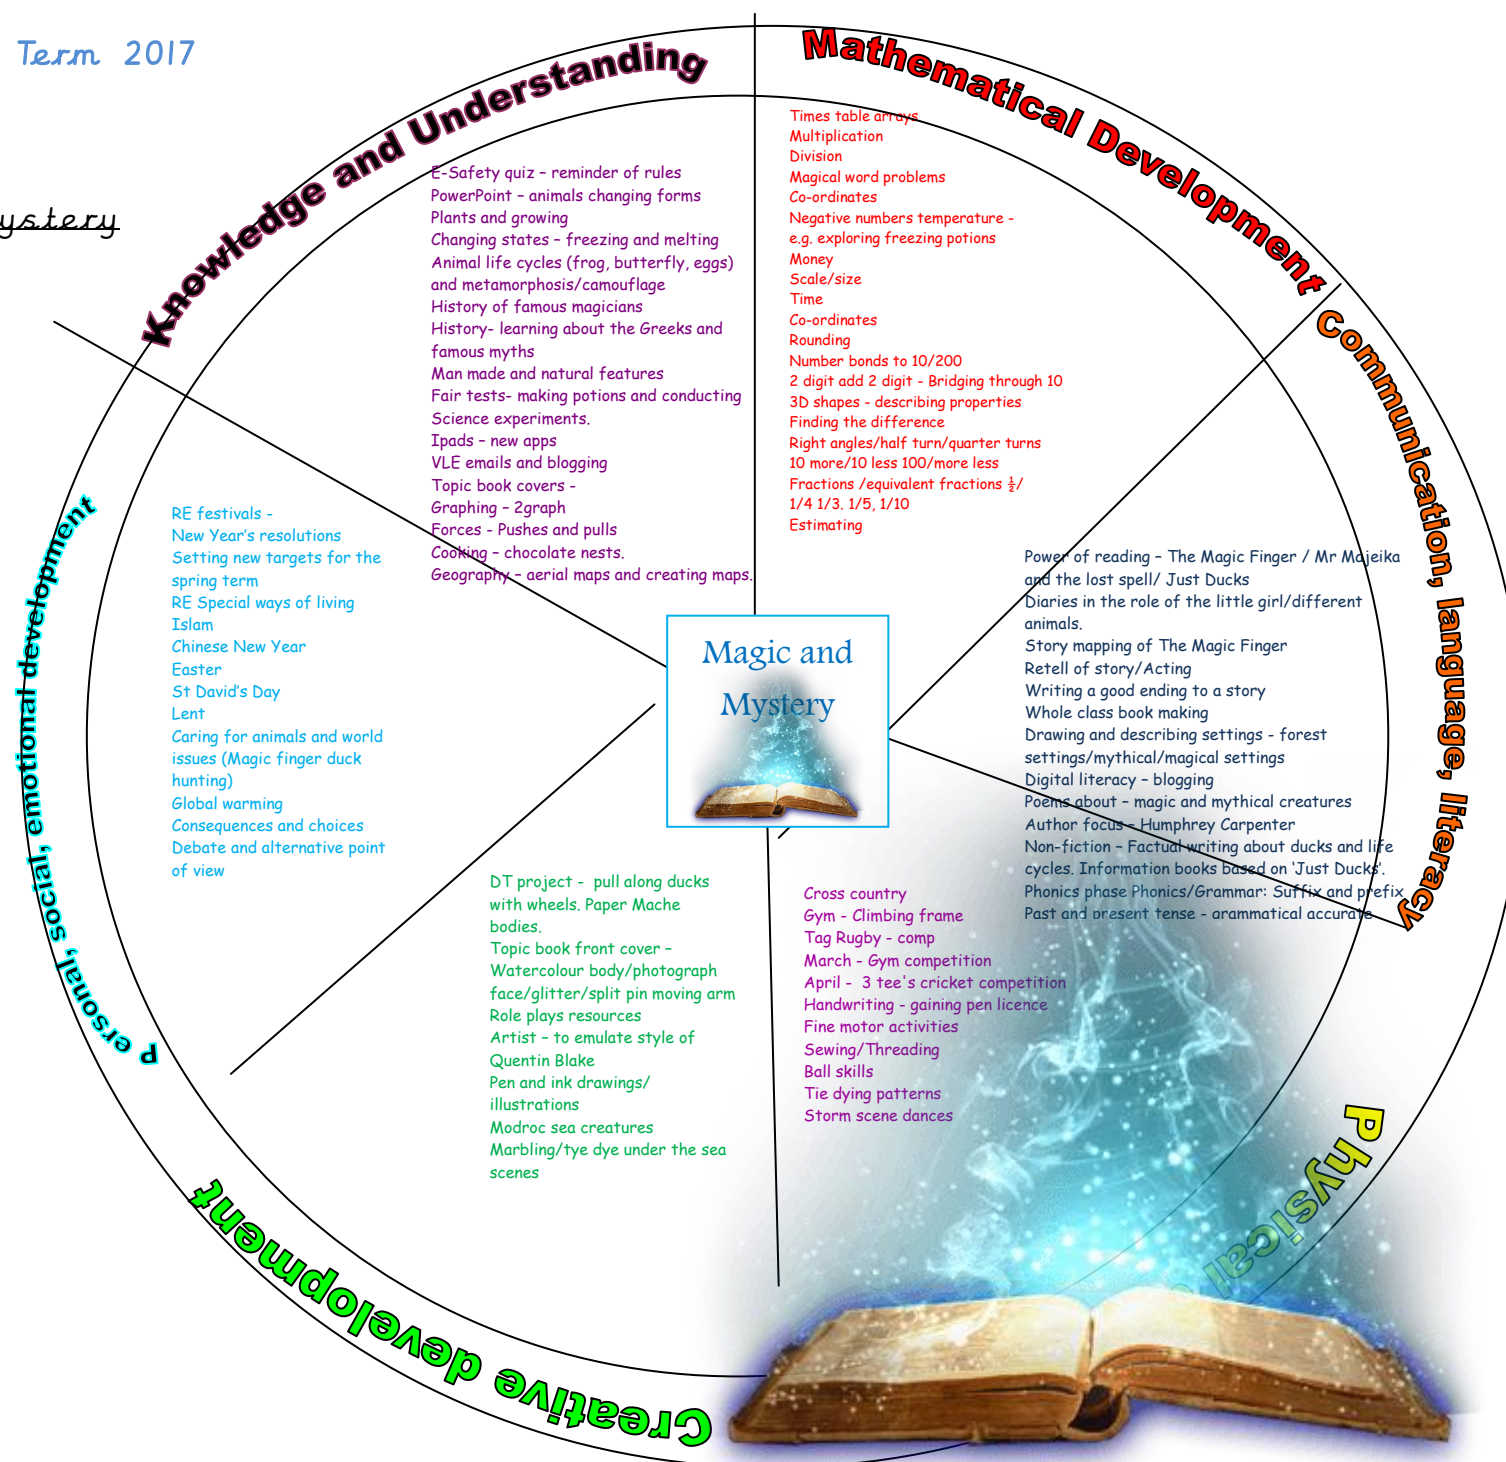 Term 2017
ystery
Knowledge and Understanding
E-Safety quiz – reminder of rules
PowerPoint – animals changing forms
Plants and growing
Changing states – freezing and melting
Animal life cycles (frog, butterfly, eggs)
and metamorphosis/camouflage
History of famous magicians
History- learning about the Greeks and
famous myths
Man made and natural features
Fair tests- making potions and conducting
Science experiments.
Ipads – new apps
VLE emails and blogging
Topic book covers -
Graphing – 2graph
Forces - Pushes and pulls
Cooking – chocolate nests.
Geography – aerial maps and creating maps.
Mathematical Development
Times table arrays
Multiplication
Division
Magical word problems
Co-ordinates
Negative numbers temperature -
e.g. exploring freezing potions
Money
Scale/size
Time
Co-ordinates
Rounding
Number bonds to 10/200
2 digit add 2 digit - Bridging through 10
3D shapes - describing properties
Finding the difference
Right angles/half turn/quarter turns
10 more/10 less 100/more less
Fractions /equivalent fractions ½/
1/4 1/3. 1/5, 1/10
Estimating
Communication, language, literacy
Power of reading – The Magic Finger / Mr Majeika
and the lost spell/ Just Ducks
Diaries in the role of the little girl/different
animals.
Story mapping of The Magic Finger
Retell of story/Acting
Writing a good ending to a story
Whole class book making
Drawing and describing settings - forest
settings/mythical/magical settings
Digital literacy – blogging
Poems about – magic and mythical creatures
Author focus – Humphrey Carpenter
Non-fiction – Factual writing about ducks and life
cycles. Information books based on ‘Just Ducks’.
Phonics phase Phonics/Grammar: Suffix and prefix
Past and present tense - grammatical accurate
Personal, social, emotional development
RE festivals -
New Year’s resolutions
Setting new targets for the
spring term
RE Special ways of living
Islam
Chinese New Year
Easter
St David’s Day
Lent
Caring for animals and world
issues (Magic finger duck
hunting)
Global warming
Consequences and choices
Debate and alternative point
of view
Magic and
Mystery
Creative development
DT project -  pull along ducks
with wheels. Paper Mache
bodies.
Topic book front cover –
Watercolour body/photograph
face/glitter/split pin moving arm
Role plays resources
Artist – to emulate style of
Quentin Blake
Pen and ink drawings/
illustrations
Modroc sea creatures
Marbling/tye dye under the sea
scenes
Physical
Cross country
Gym - Climbing frame
Tag Rugby - comp
March - Gym competition
April -  3 tee's cricket competition
Handwriting - gaining pen licence
Fine motor activities
Sewing/Threading
Ball skills
Tie dying patterns
Storm scene dances